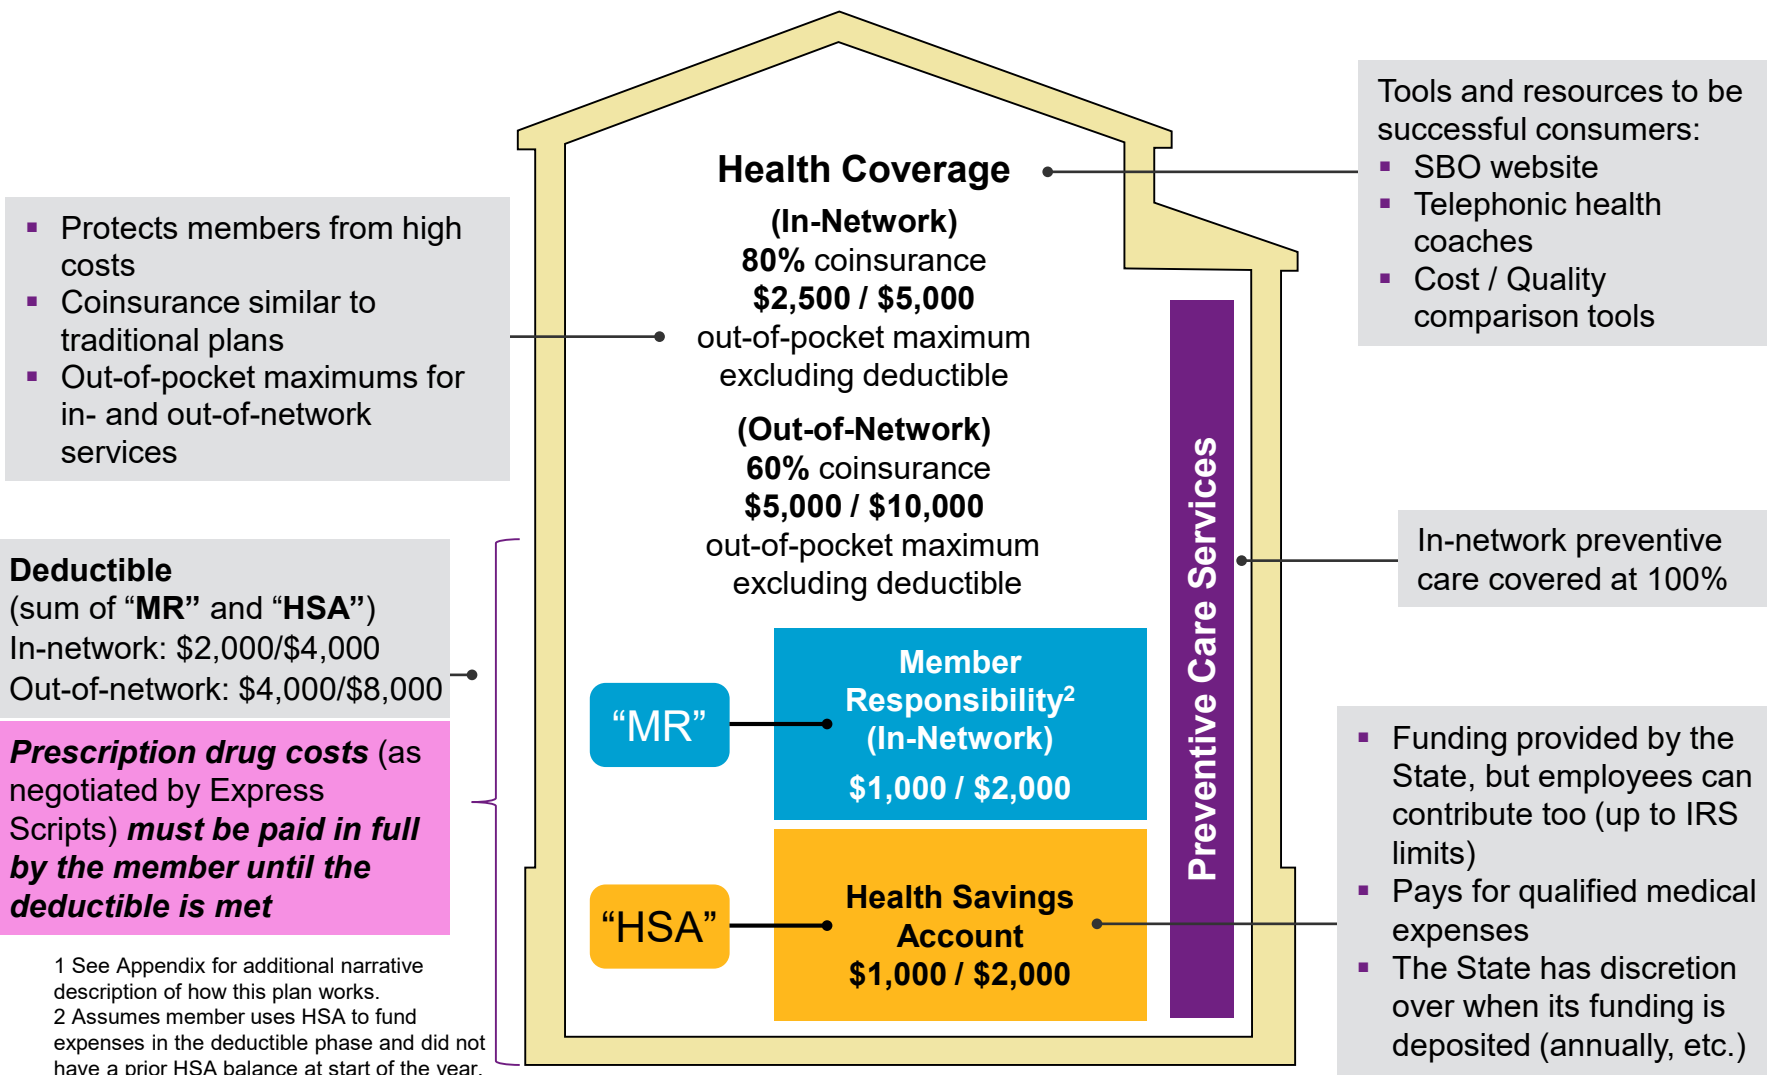 Health Coverage
(In-Network)
80% coinsurance
$2,500 / $5,000
out-of-pocket maximum
excluding deductible
(Out-of-Network)
60% coinsurance
$5,000 / $10,000
out-of-pocket maximum
excluding deductible
▪ Protects members from high
costs
▪ Coinsurance similar to
traditional plans
▪ Out-of-pocket maximums for
in- and out-of-network
services
Tools and resources to be
successful consumers:
▪ SBO website
▪ Telephonic health
coaches
▪ Cost / Quality
comparison tools
Preventive Care Services
In-network preventive
care covered at 100%
Deductible
(sum of “MR” and “HSA”)
In-network: $2,000/$4,000
Out-of-network: $4,000/$8,000
Prescription drug costs (as
negotiated by Express
Scripts) must be paid in full
by the member until the
deductible is met
“MR”
Member
Responsibility²
(In-Network)
$1,000 / $2,000
“HSA”
Health Savings
Account
$1,000 / $2,000
▪ Funding provided by the
State, but employees can
contribute too (up to IRS
limits)
▪ Pays for qualified medical
expenses
▪ The State has discretion
over when its funding is
deposited (annually, etc.)
1 See Appendix for additional narrative
description of how this plan works.
2 Assumes member uses HSA to fund
expenses in the deductible phase and did not
have a prior HSA balance at start of the year.